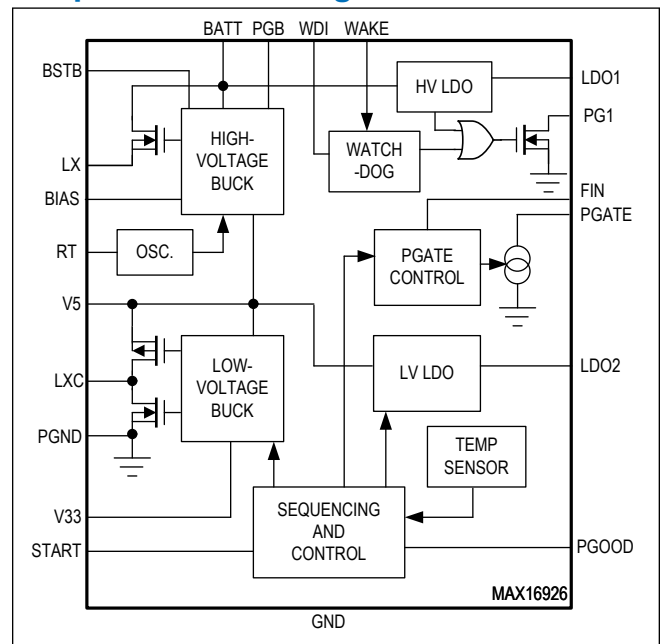 BATT PGB WDI WAKE
BSTB
HV LDO
LDO1
PG1
HIGH-
VOLTAGE
BUCK
WATCH
-DOG
LX
BIAS
FIN
PGATE
RT
OSC.
PGATE
CONTROL
V5
LOW-
VOLTAGE
BUCK
LV LDO
LDO2
LXC
PGND
TEMP
SENSOR
V33
SEQUENCING
AND
CONTROL
START
PGOOD
MAX16926
GND